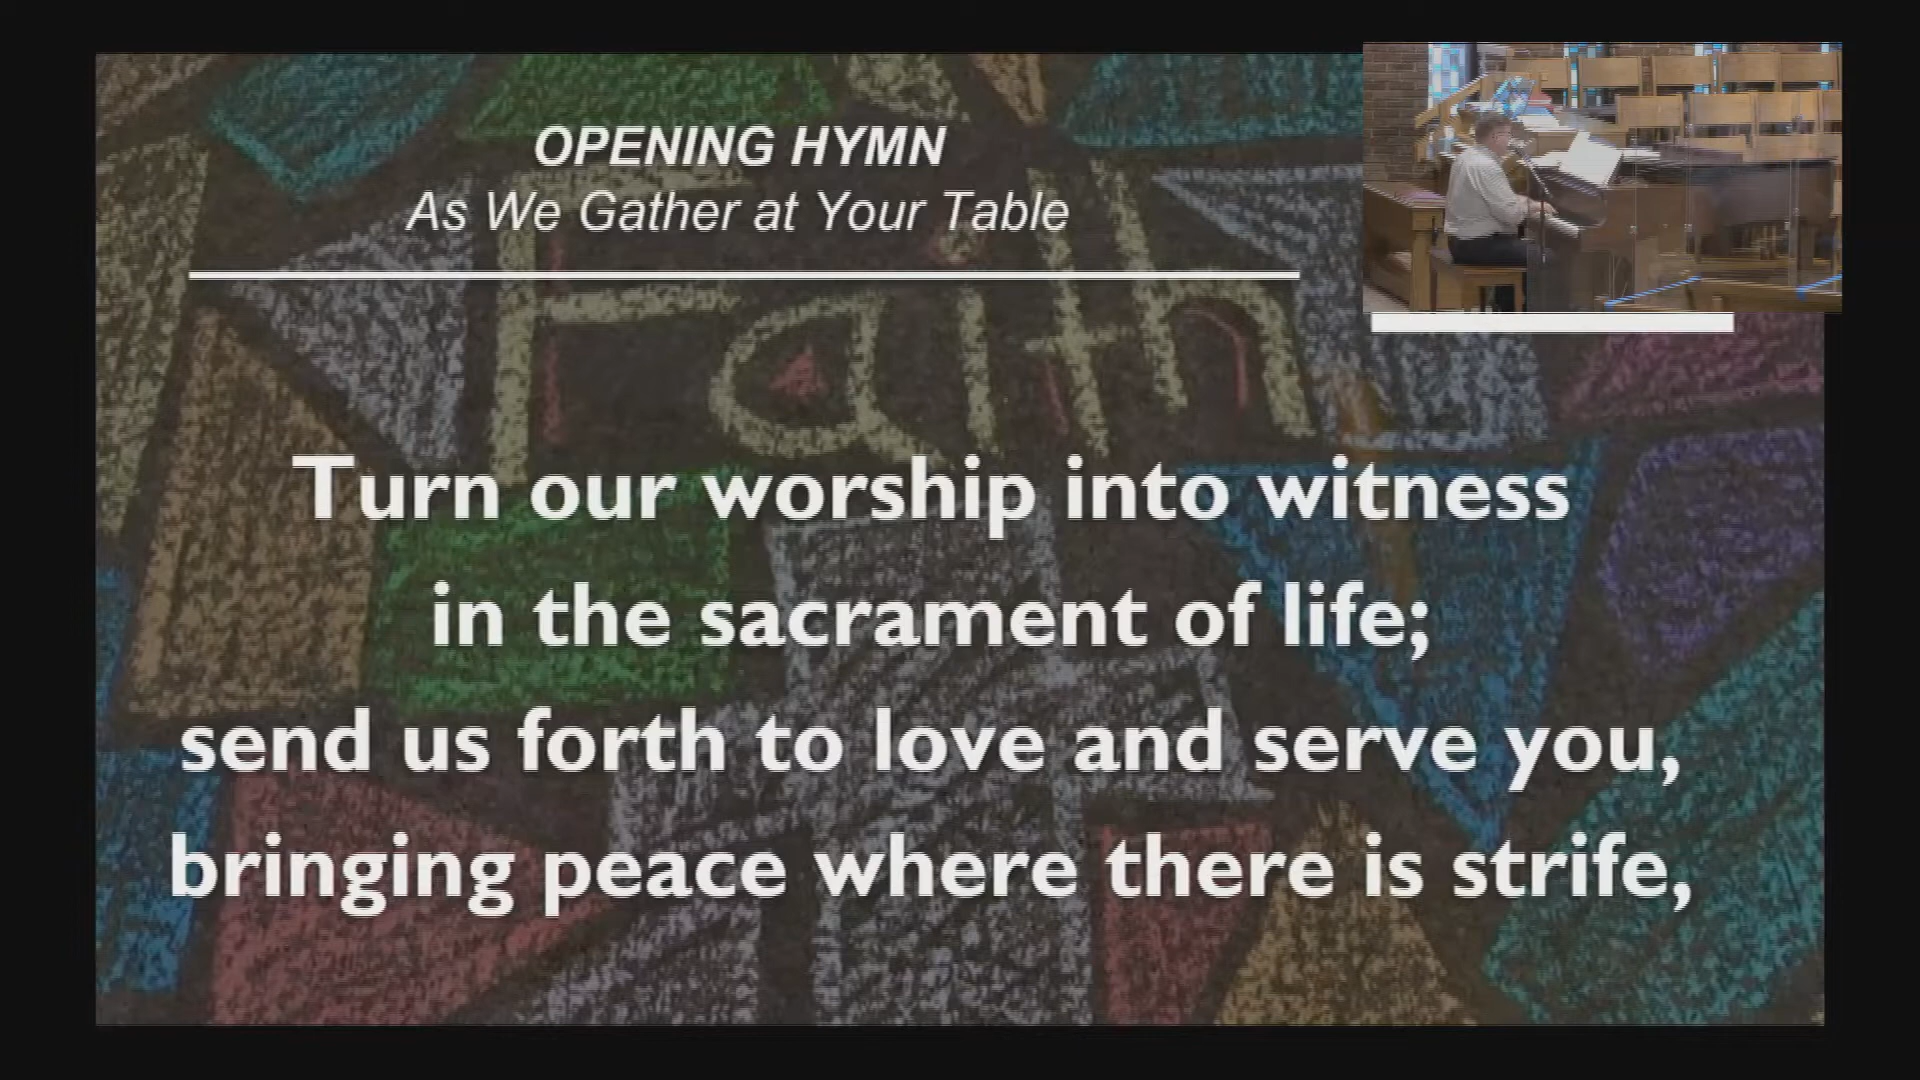 OPENING HYMN
As We Gather at Your Table
Faith
Turn our worship into witness
in the sacrament of life;
send us forth to love and serve you,
bringing peace where there is strife,